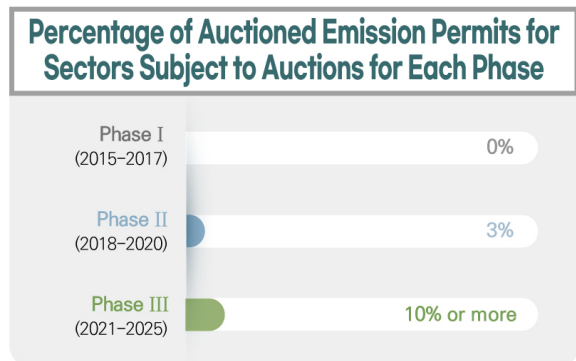 Percentage of Auctioned Emission Permits for
Sectors Subject to Auctions for Each Phase
Phase Ⅰ
(2015–2017)
0%
Phase Ⅱ
(2018–2020)
3%
Phase Ⅲ
(2021–2025)
10% or more